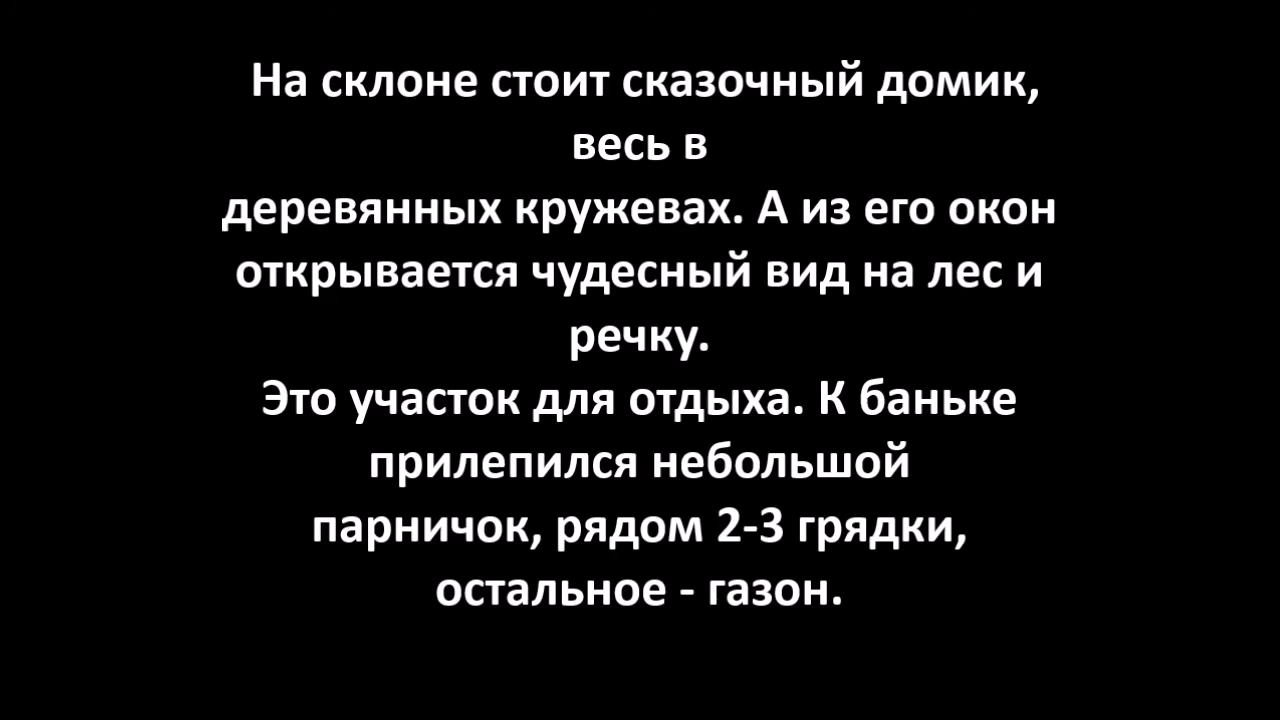 На склоне стоит сказочный домик,
весь в
деревянных кружевах. А из его окон
открывается чудесный вид на лес и
речку.
Это участок для отдыха. К баньке
прилепился небольшой
парничок, рядом 2-3 грядки,
остальное - газон.